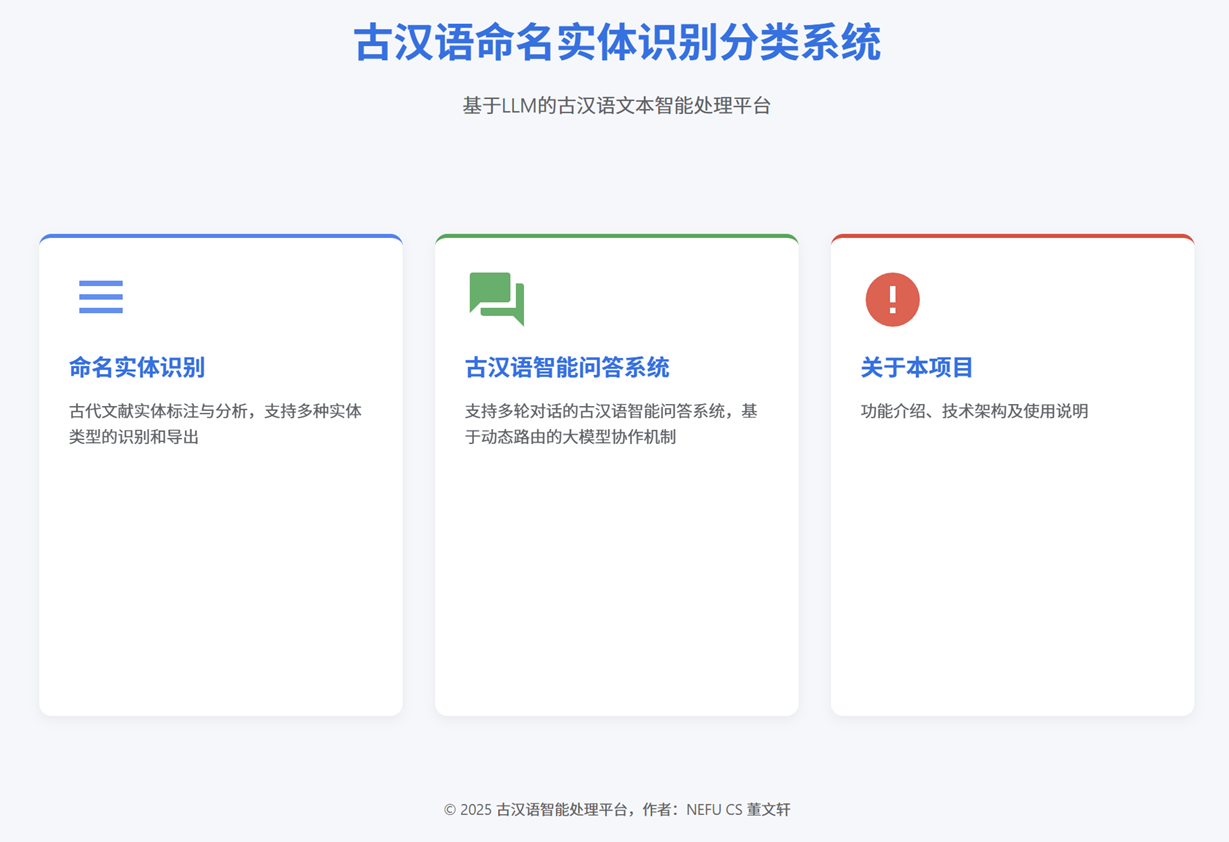 古汉语命名实体识别分类系统
基于LLM的古汉语文本智能处理平台
命名实体识别
古代文献实体标注与分析，支持多种实体
类型的识别和导出
古汉语智能问答系统
支持多轮对话的古汉语智能问答系统，基
于动态路由的大模型协作机制
关于本项目
功能介绍、技术架构及使用说明
© 2025 古汉语智能处理平台，作者：NEFU CS 董文轩